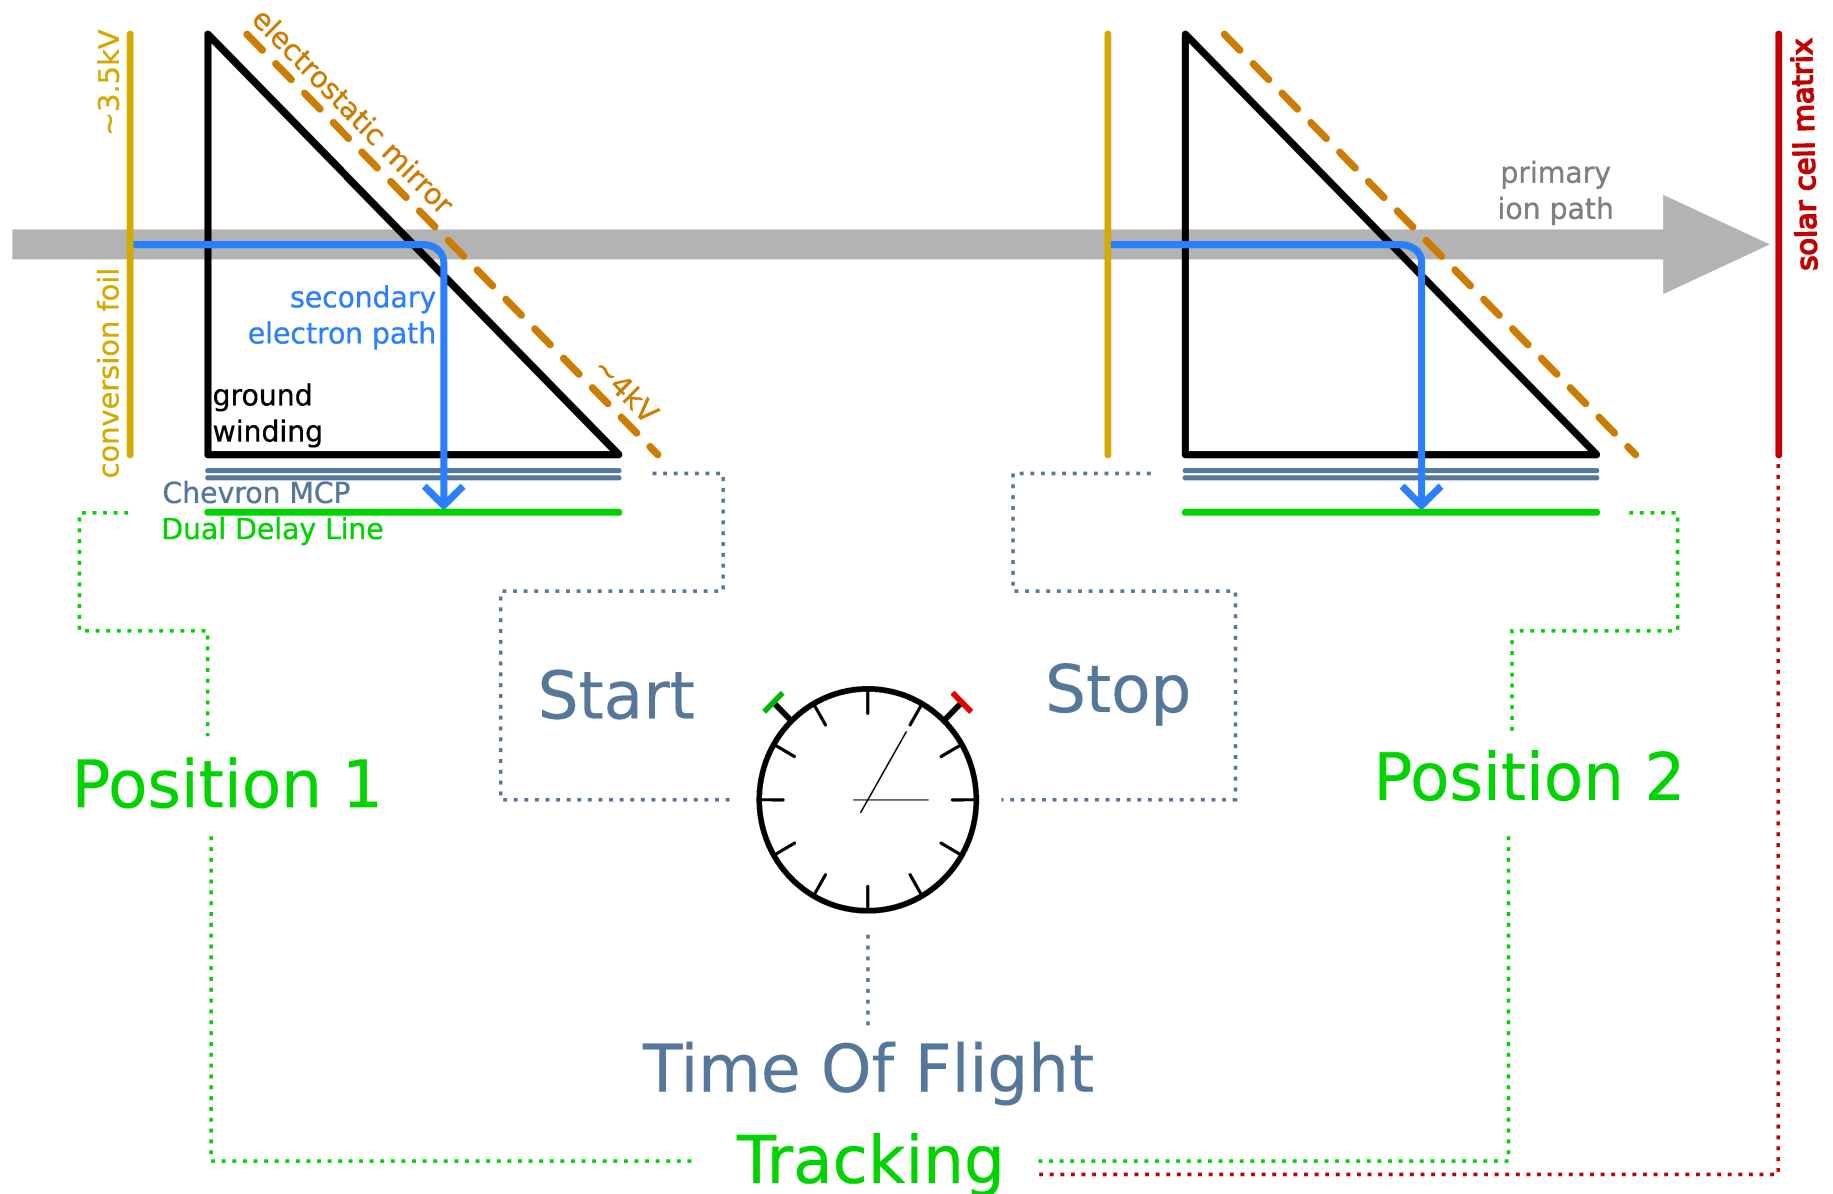 ~3.5kV
conversion foil
electrostatic mirror
~4kV
secondary
electron path
ground
winding
Chevron MCP
Dual Delay Line
primary
ion path
solar cell matrix
Start
Stop
Position 1
Position 2
Time Of Flight
Tracking